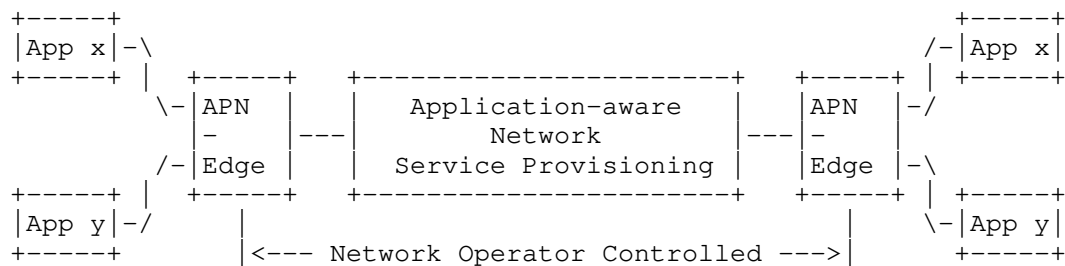 App x App x
APN Application-aware APN
- Network -
Edge Service Provisioning Edge
App y App y
<--- Network Operator Controlled --->